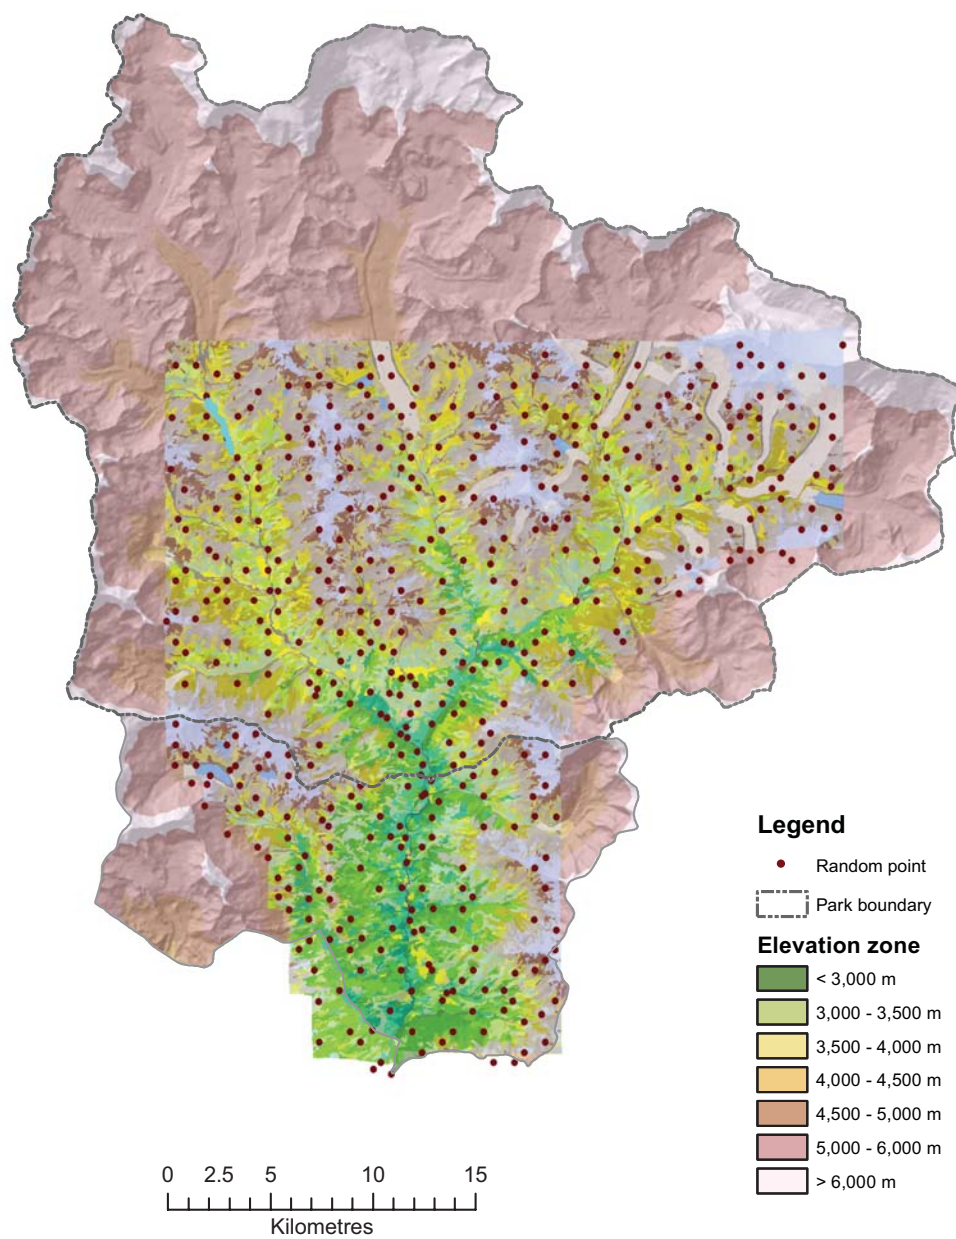 Legend
Random point
Park boundary
Elevation zone
< 3,000 m
3,000 - 3,500 m
3,500 - 4,000 m
4,000 - 4,500 m
4,500 - 5,000 m
5,000 - 6,000 m
> 6,000 m
0 2.5 5 10 15
Kilometres